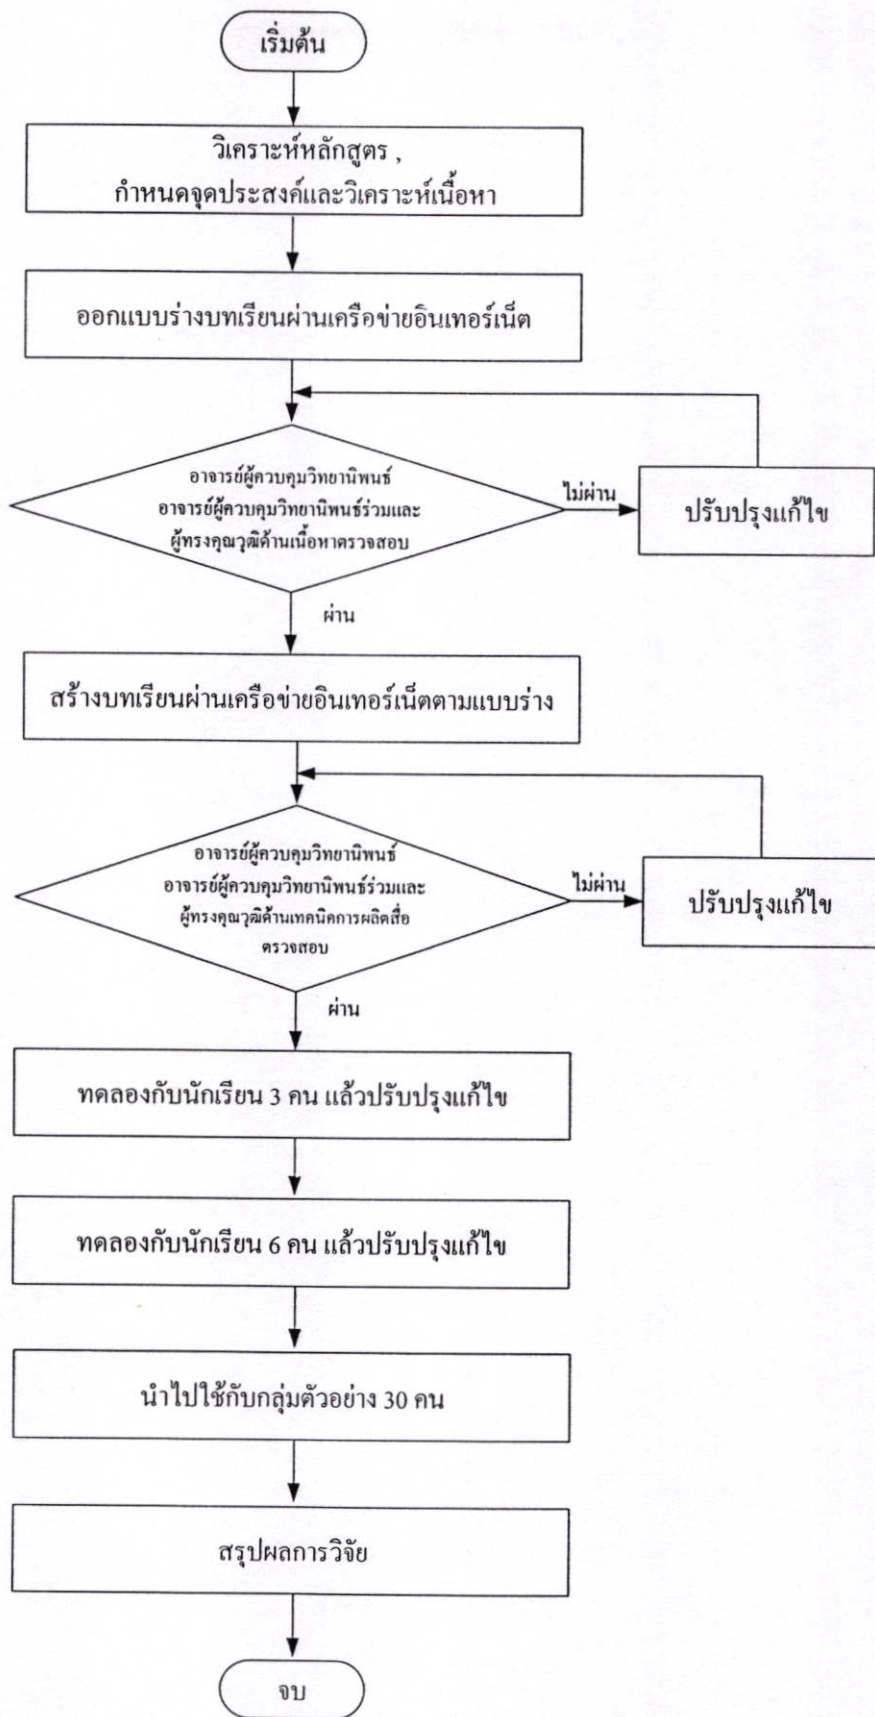 เริ่มต้น
วิเคราะห์หลักสูตร ,
กำหนดจุดประสงค์และวิเคราะห์เนื้อหา
ออกแบบร่างบทเรียนผ่านเครือข่ายอินเทอร์เน็ต
อาจารย์ผู้ควบคุมวิทยานิพนธ์
อาจารย์ผู้ควบคุมวิทยานิพนธ์ร่วมและ
ผู้ทรงคุณวุฒิด้านเนื้อหาตรวจสอบ
ไม่ผ่าน
ปรับปรุงแก้ไข
ผ่าน
สร้างบทเรียนผ่านเครือข่ายอินเทอร์เน็ตตามแบบร่าง
อาจารย์ผู้ควบคุมวิทยานิพนธ์
อาจารย์ผู้ควบคุมวิทยานิพนธ์ร่วมและ
ผู้ทรงคุณวุฒิด้านเทคนิคการผลิตสื่อ
ตรวจสอบ
ไม่ผ่าน
ปรับปรุงแก้ไข
ผ่าน
ทดลองกับนักเรียน 3 คน แล้วปรับปรุงแก้ไข
ทดลองกับนักเรียน 6 คน แล้วปรับปรุงแก้ไข
นำไปใช้กับกลุ่มตัวอย่าง 30 คน
สรุปผลการวิจัย
จบ